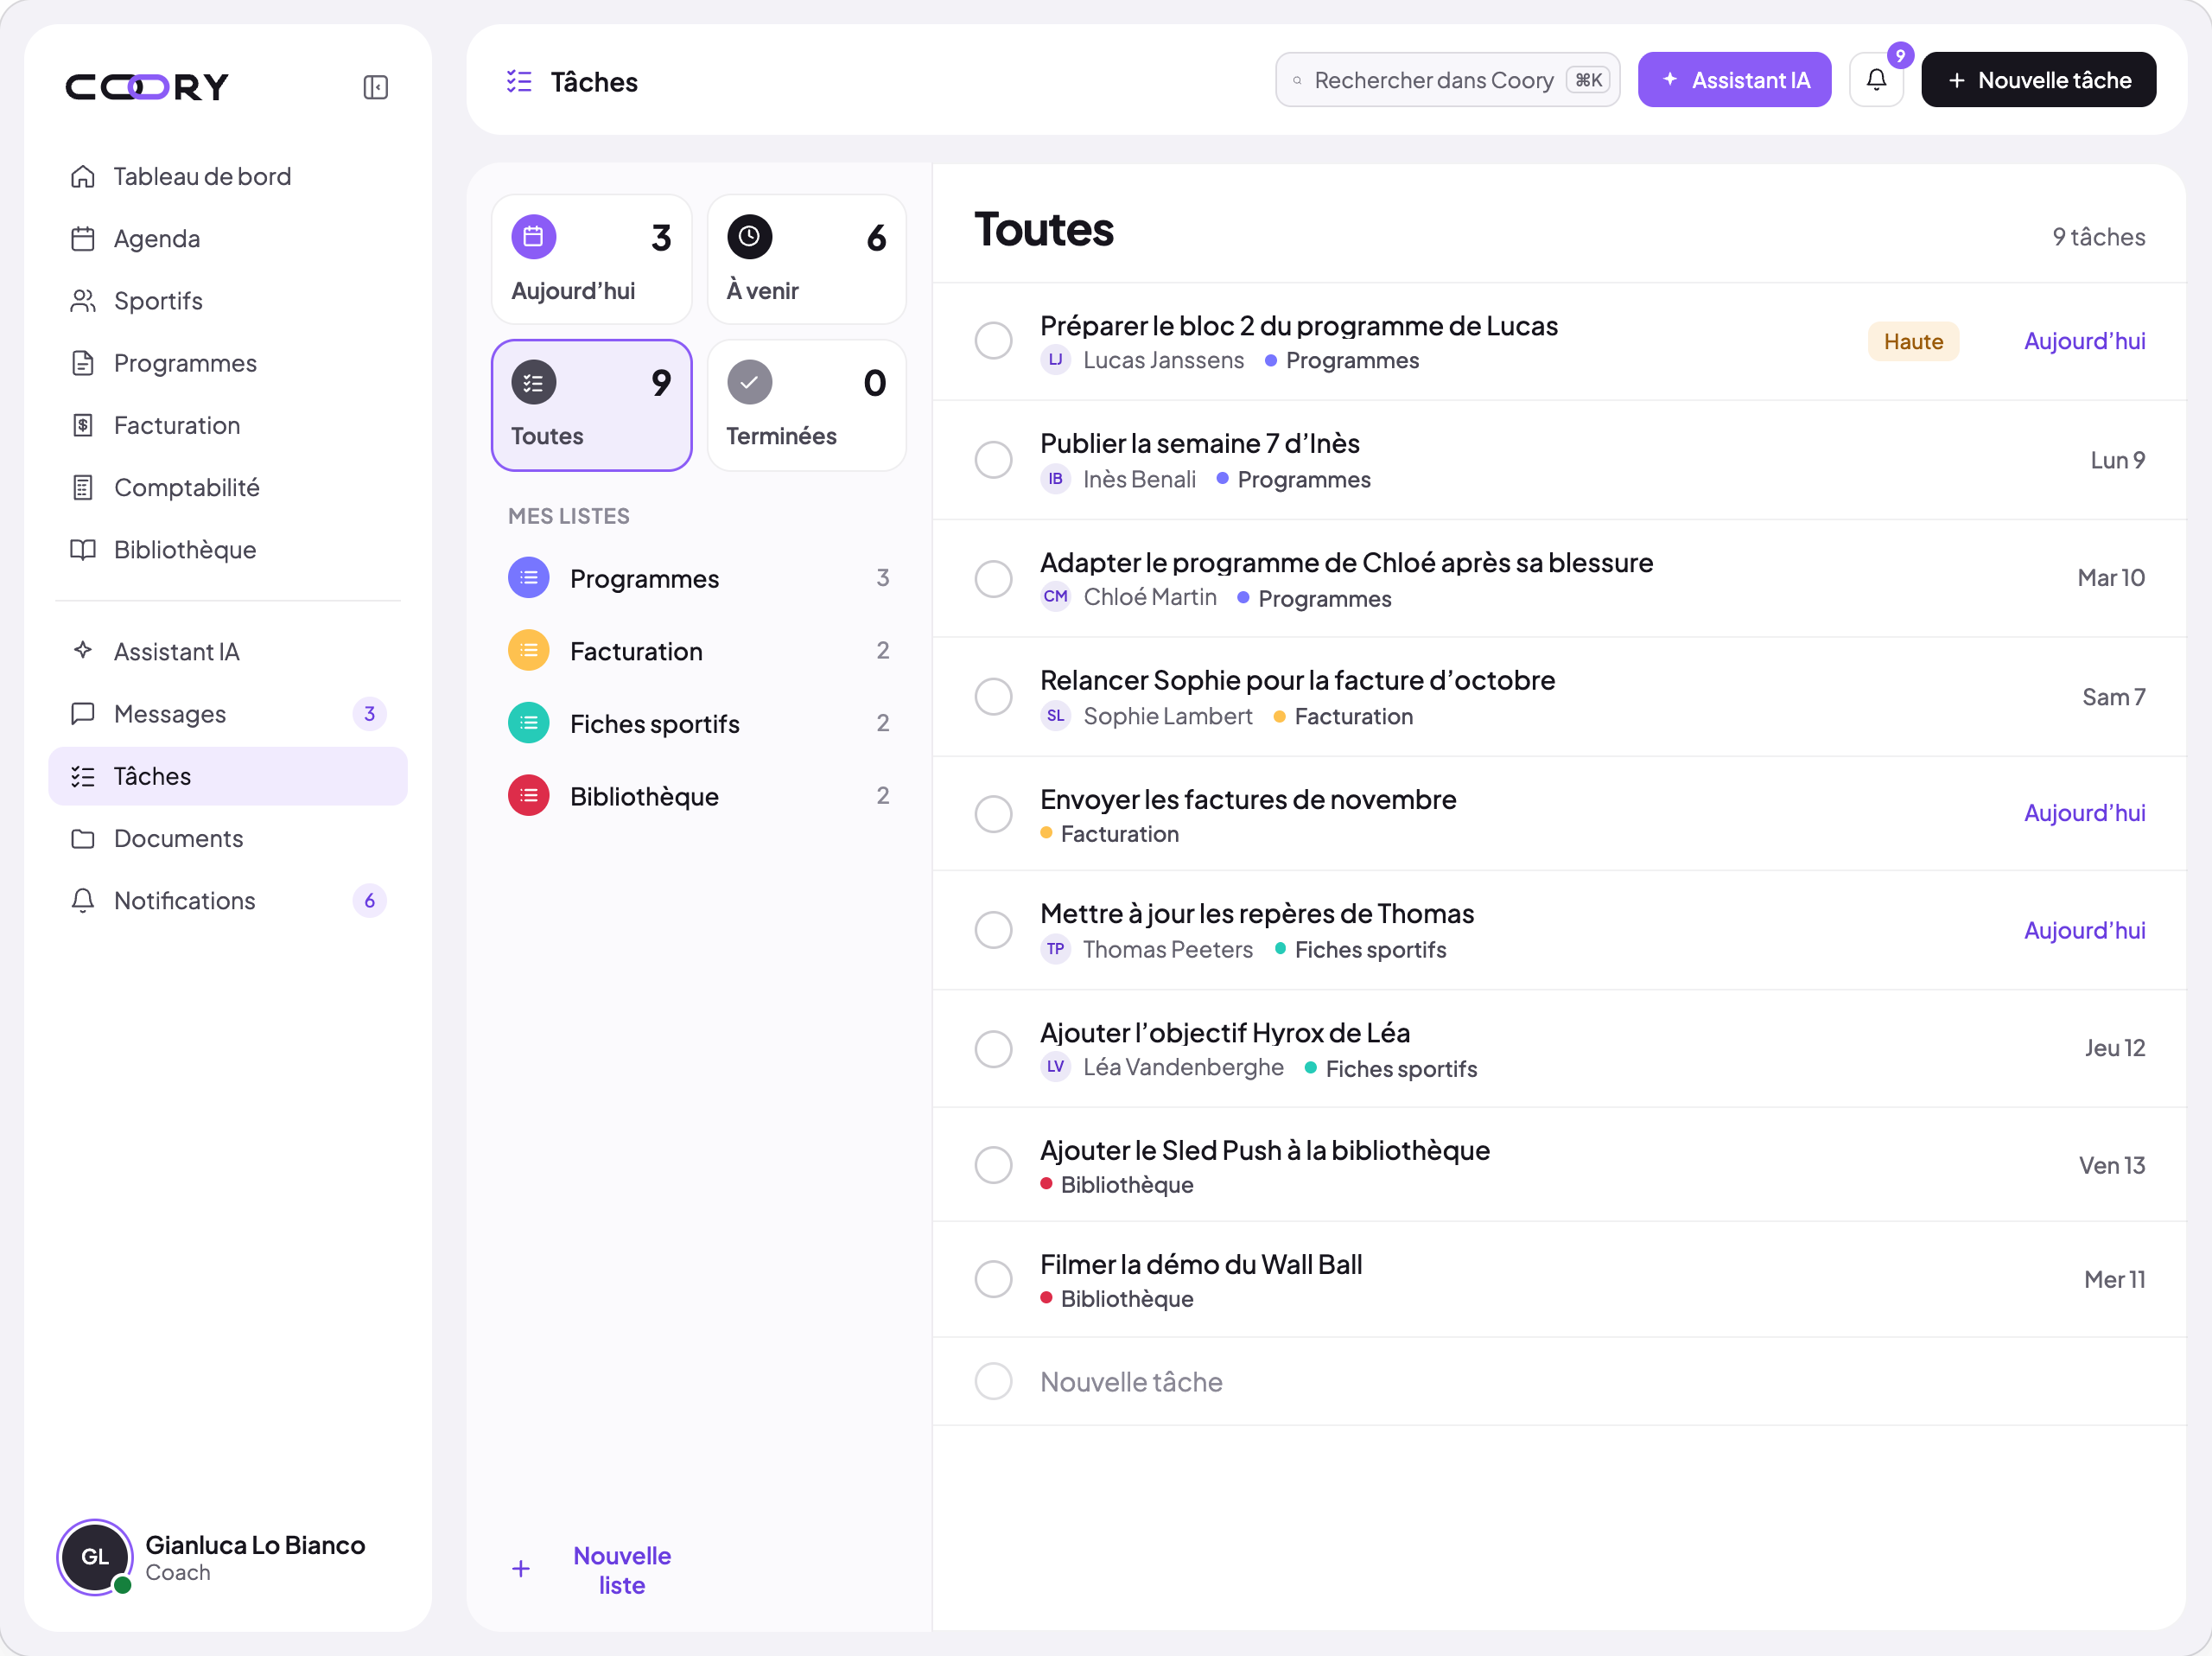 COORY
Tableau de bord
Agenda
Sportifs
Programmes
Facturation
Comptabilité
Bibliothèque
Assistant IA
Messages 3
Tâches
Documents
Notifications 6
GL
Gianluca Lo Bianco
Coach
Tâches
Rechercher dans Coory ⌘K
Assistant IA
9
+ Nouvelle tâche
3
Aujourd’hui
6
À venir
9
Toutes
0
Terminées
MES LISTES
Programmes 3
Facturation 2
Fiches sportifs 2
Bibliothèque 2
+ Nouvelle
liste
Toutes
9 tâches
Préparer le bloc 2 du programme de Lucas
LJ Lucas Janssens Programmes
Haute
Aujourd’hui
Publier la semaine 7 d’Inès
IB Inès Benali Programmes
Lun 9
Adapter le programme de Chloé après sa blessure
CM Chloé Martin Programmes
Mar 10
Relancer Sophie pour la facture d’octobre
SL Sophie Lambert Facturation
Sam 7
Envoyer les factures de novembre
Facturation
Aujourd’hui
Mettre à jour les repères de Thomas
TP Thomas Peeters Fiches sportifs
Aujourd’hui
Ajouter l’objectif Hyrox de Léa
LV Léa Vandenberghe Fiches sportifs
Jeu 12
Ajouter le Sled Push à la bibliothèque
Bibliothèque
Ven 13
Filmer la démo du Wall Ball
Bibliothèque
Mer 11
Nouvelle tâche